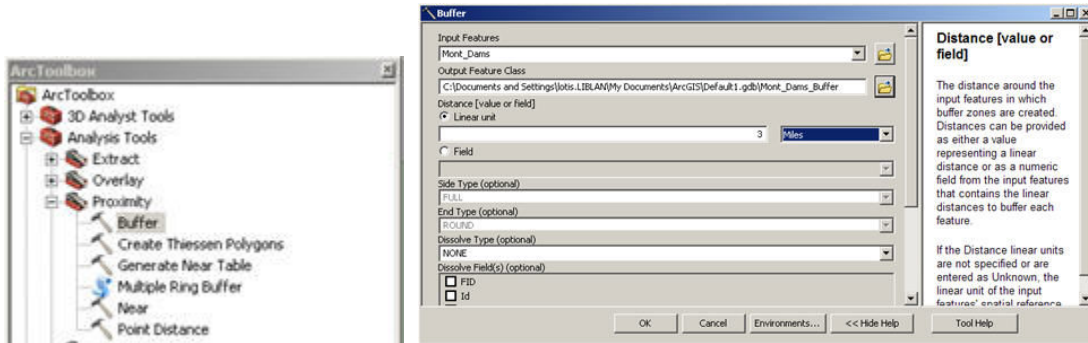 ArcToolbox
ArcToolbox
3D Analyst Tools
Analysis Tools
Extract
Overlay
Proximity
Buffer
Create Thiessen Polygons
Generate Near Table
Multiple Ring Buffer
Near
Point Distance
Buffer
Input Features
Mont_Dams
Output Feature Class
C:\Documents and Settings\lotis.LIBLAN\My Documents\ArcGIS\Default1.gdb\Mont_Dams_Buffer
Distance [value or field]
Linear unit
3 Miles
Field
Side Type (optional)
FULL
End Type (optional)
ROUND
Dissolve Type (optional)
NONE
Dissolve Field(s) (optional)
FID
Id
OK Cancel Environments... << Hide Help Tool Help
Distance [value or
field]
The distance around the
input features in which
buffer zones are created.
Distances can be provided
as either a value
representing a linear
distance or as a numeric
field from the input features
that contains the linear
distances to buffer each
feature.
If the Distance linear units
are not specified or are
entered as Unknown, the
linear unit of the input
features' spatial reference